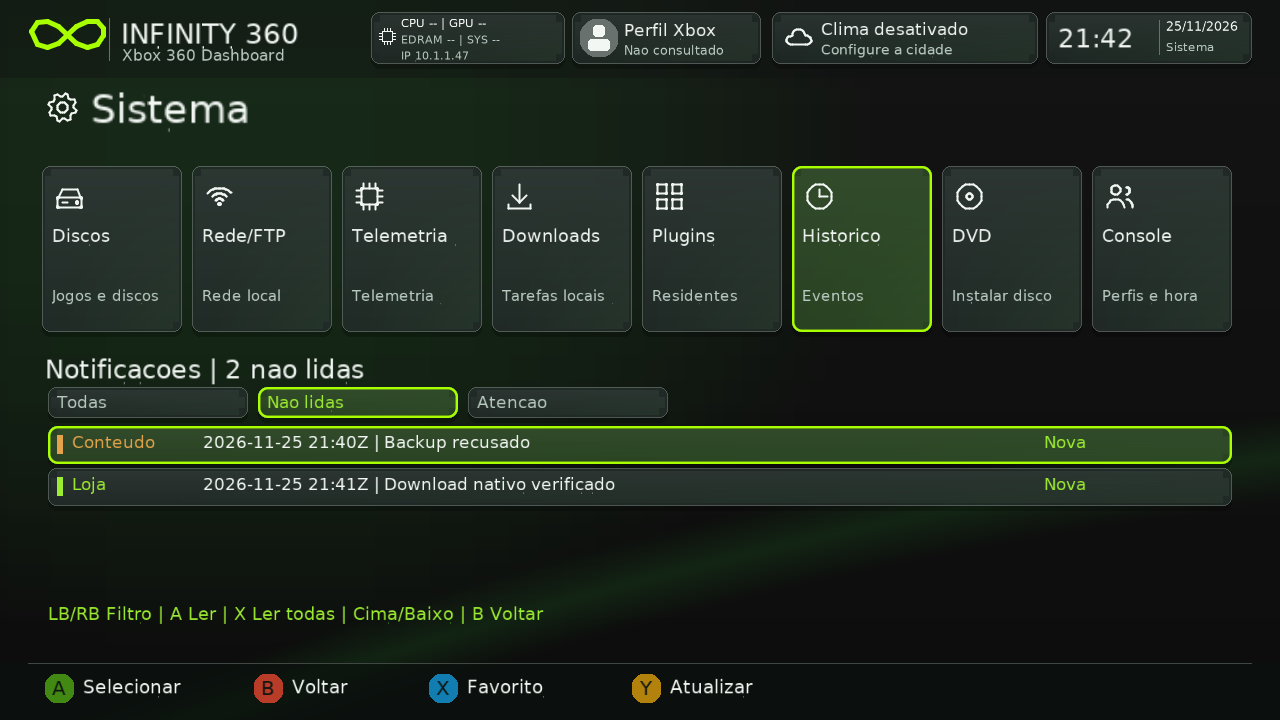 INFINITY 360
Xbox 360 Dashboard
CPU -- | GPU --
EDRAM -- | SYS --
IP 10.1.1.47
Perfil Xbox
Nao consultado
Clima desativado
Configure a cidade
21:42
25/11/2026
Sistema
Sistema
Discos
Jogos e discos
Rede/FTP
Rede local
Telemetria
Telemetria
Downloads
Tarefas locais
Plugins
Residentes
Historico
Eventos
DVD
Instalar disco
Console
Perfis e hora
Notificacoes | 2 nao lidas
Todas
Nao lidas
Atencao
Conteudo 2026-11-25 21:40Z | Backup recusado Nova
Loja 2026-11-25 21:41Z | Download nativo verificado Nova
LB/RB Filtro | A Ler | X Ler todas | Cima/Baixo | B Voltar
A Selecionar
B Voltar
X Favorito
Y Atualizar